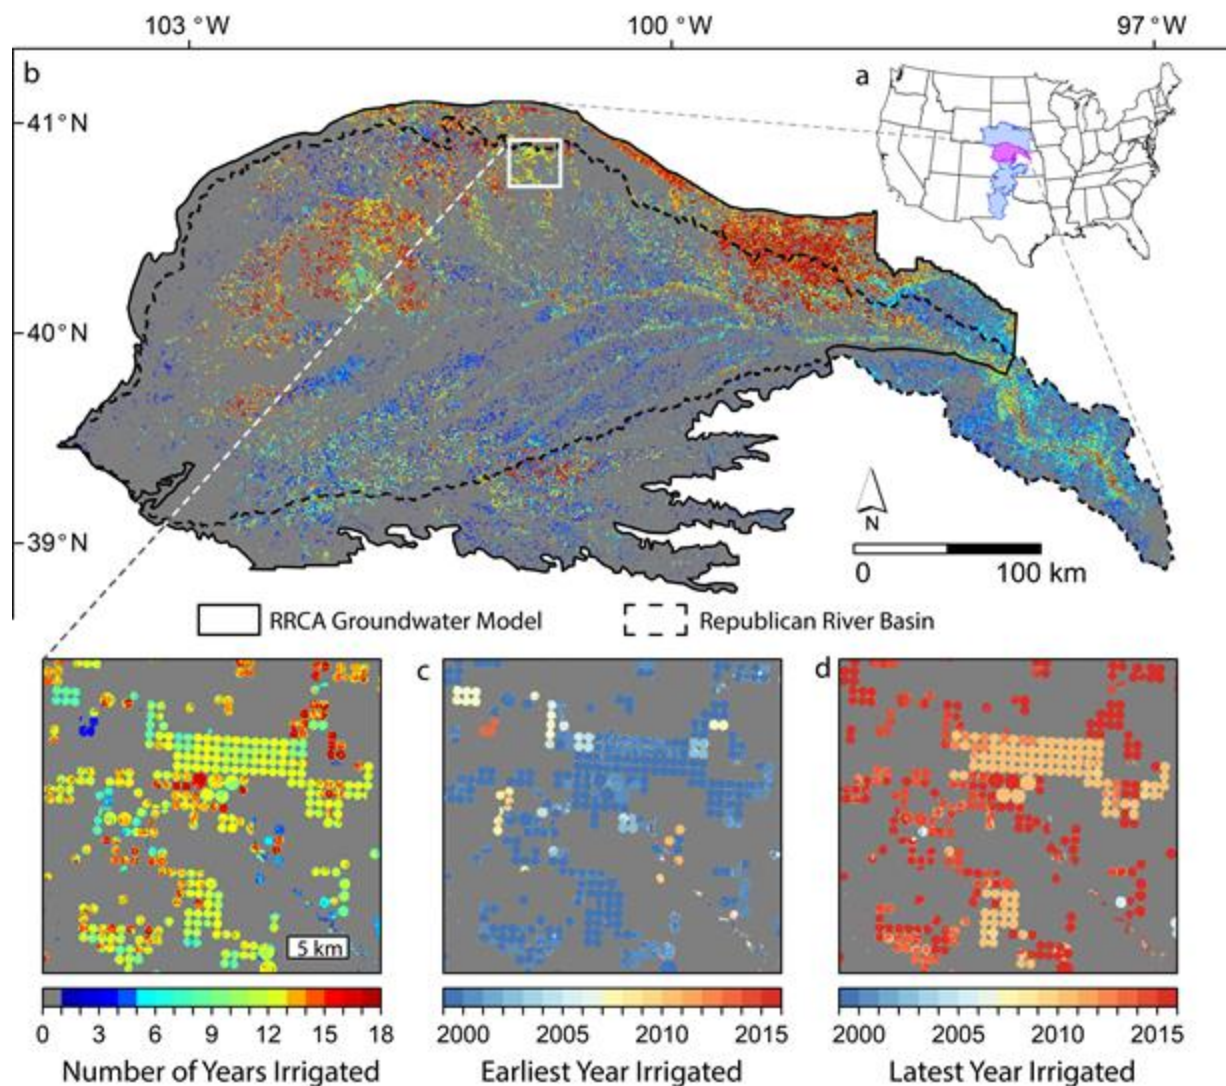 103 °W 100 °W 97 °W
b
a
41°N
40°N
39°N
N
0 100 km
RRCA Groundwater Model Republican River Basin
c
d
5 km
0 3 6 9 12 15 18
2000 2005 2010 2015
2000 2005 2010 2015
Number of Years Irrigated Earliest Year Irrigated Latest Year Irrigated